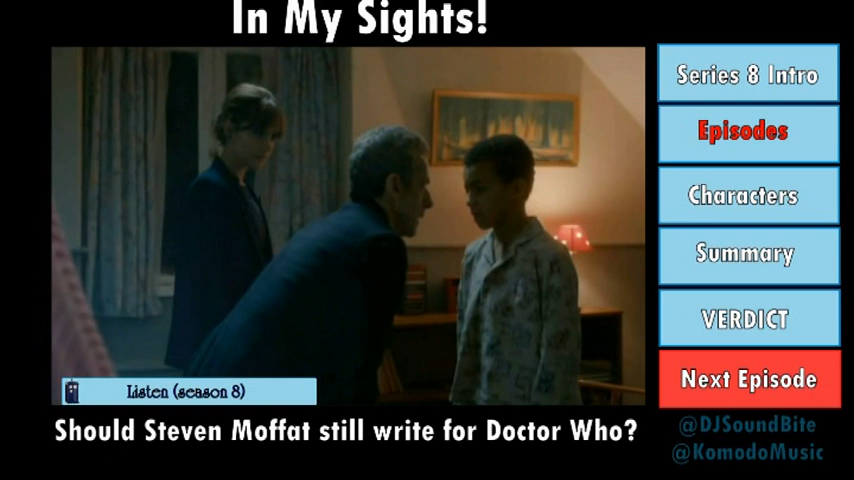 In My Sights!
Series 8 Intro
Episodes
Characters
Summary
VERDICT
Next Episode
Listen (season 8)
Should Steven Moffat still write for Doctor Who?
@DJSoundBite
@KomodoMusic